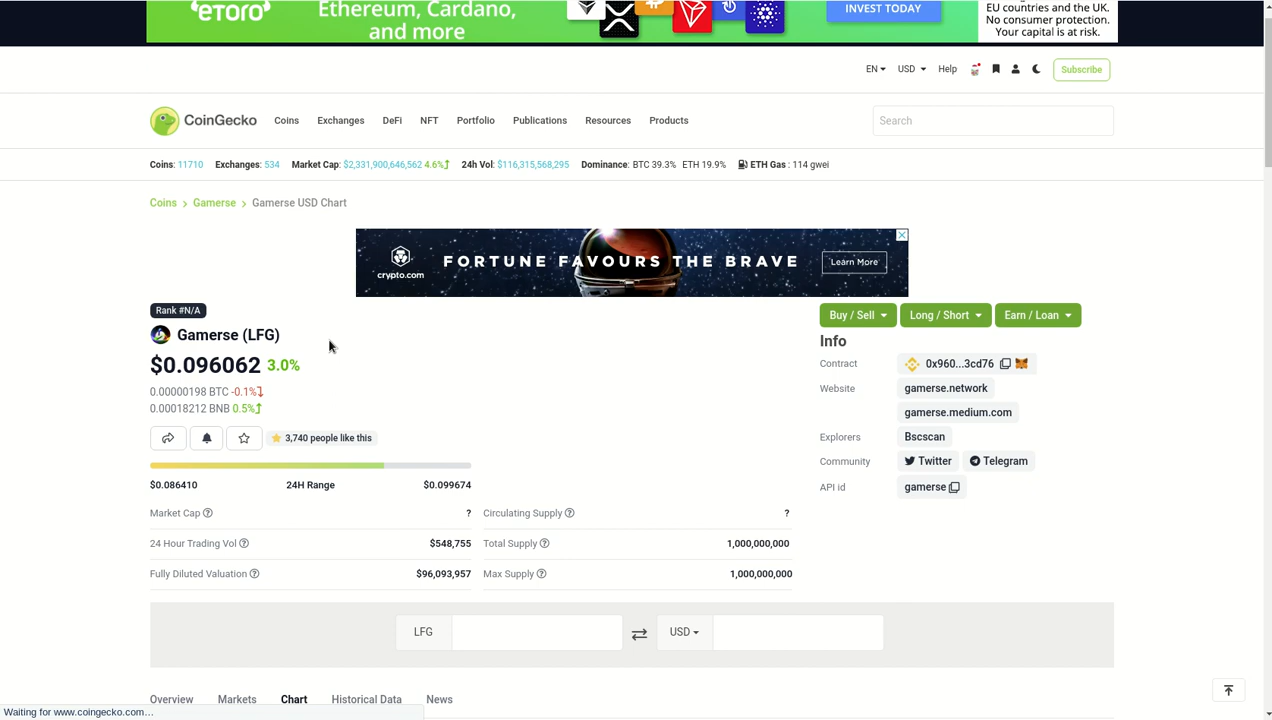 eTORO
Ethereum, Cardano,
and more
INVEST TODAY
EU countries and the UK.
No consumer protection.
Your capital is at risk.
EN USD Help Subscribe
CoinGecko Coins Exchanges DeFi NFT Portfolio Publications Resources Products Search
Coins: 11710 Exchanges: 534 Market Cap: $2,331,900,646,562 4.6% 24h Vol: $116,315,568,295 Dominance: BTC 39.3% ETH 19.9% ETH Gas : 114 gwei
Coins > Gamerse > Gamerse USD Chart
crypto.com
FORTUNE FAVOURS THE BRAVE
Learn More
Rank #N/A
Gamerse (LFG)
$0.096062 3.0%
0.00000198 BTC -0.1%
0.00018212 BNB 0.5%
3,740 people like this
$0.086410 24H Range $0.099674
Market Cap ?
24 Hour Trading Vol $548,755
Fully Diluted Valuation $96,093,957
Circulating Supply ?
Total Supply 1,000,000,000
Max Supply 1,000,000,000
Buy / Sell Long / Short Earn / Loan
Info
Contract 0x960...3cd76
Website gamerse.network
gamerse.medium.com
Explorers Bscscan
Community Twitter Telegram
API id gamerse
LFG USD
Overview Markets Chart Historical Data News
Waiting for www.coingecko.com...